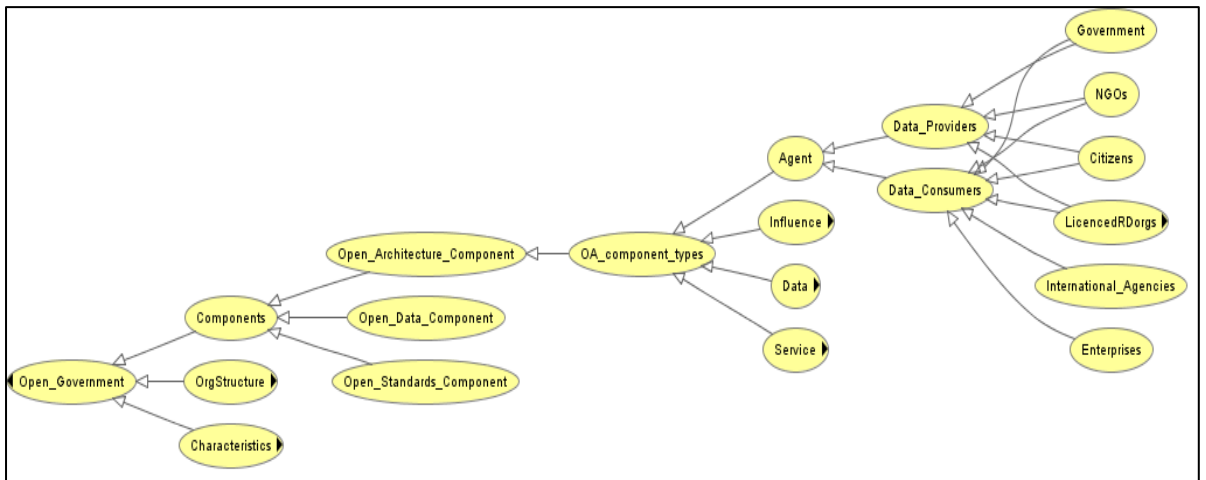 Government
NGOs
Data_Providers
Agent
Citizens
Data_Consumers
Influence
LicencedRDorgs
Open_Architecture_Component
OA_component_types
Data
International_Agencies
Components
Open_Data_Component
Service
Enterprises
Open_Government
OrgStructure
Open_Standards_Component
Characteristics